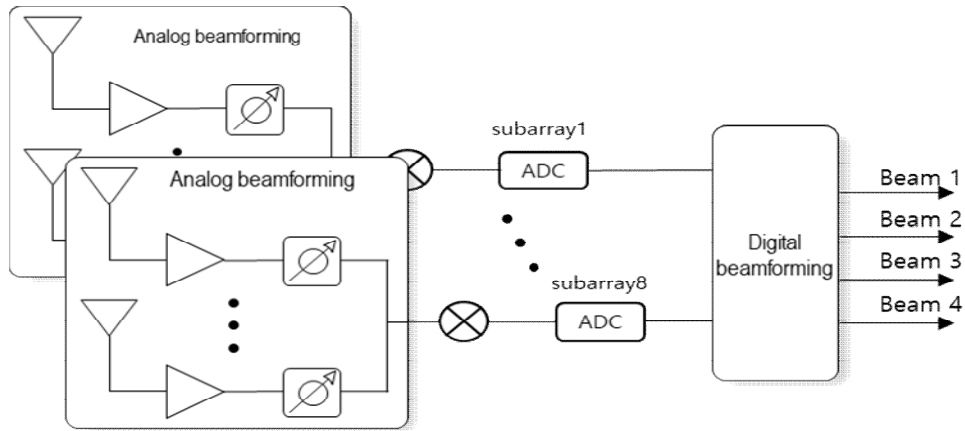 Analog beamforming
Analog beamforming
subarray1
ADC
subarray8
ADC
Digital
beamforming
Beam 1
Beam 2
Beam 3
Beam 4